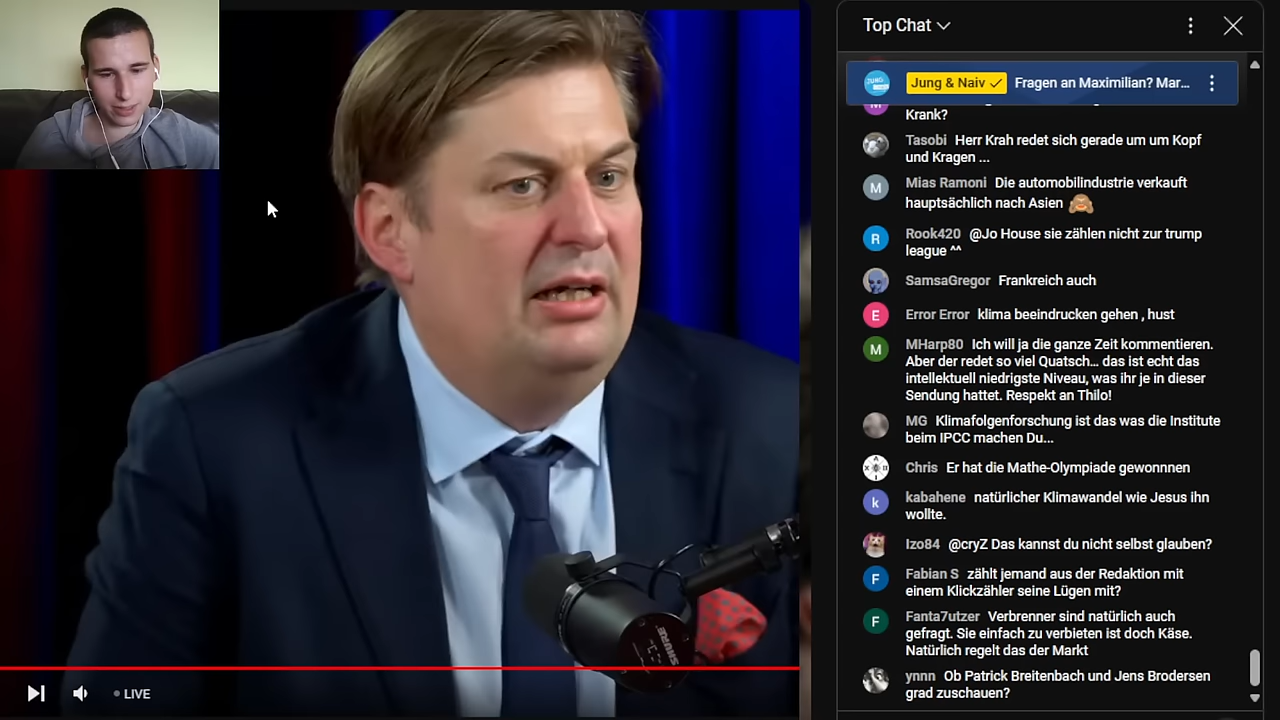 Top Chat
Jung & Naiv Fragen an Maximilian? Mar...
Krank?
Tasobi Herr Krah redet sich gerade um um Kopf
und Kragen ...
Mias Ramoni Die automobilindustrie verkauft
hauptsächlich nach Asien
Rook420 @Jo House sie zählen nicht zur trump
league ^^
SamsaGregor Frankreich auch
Error Error klima beeindrucken gehen , hust
MHarp80 Ich will ja die ganze Zeit kommentieren.
Aber der redet so viel Quatsch... das ist echt das
intellektuell niedrigste Niveau, was ihr je in dieser
Sendung hattet. Respekt an Thilo!
MG Klimafolgenforschung ist das was die Institute
beim IPCC machen Du...
Chris Er hat die Mathe-Olympiade gewonnnen
kabahene natürlicher Klimawandel wie Jesus ihn
wollte.
Izo84 @cryZ Das kannst du nicht selbst glauben?
Fabian S zählt jemand aus der Redaktion mit
einem Klickzähler seine Lügen mit?
Fanta7utzer Verbrenner sind natürlich auch
gefragt. Sie einfach zu verbieten ist doch Käse.
Natürlich regelt das der Markt
ynnn Ob Patrick Breitenbach und Jens Brodersen
grad zuschauen?
M
R
E
M
k
F
F
SHURE
LIVE